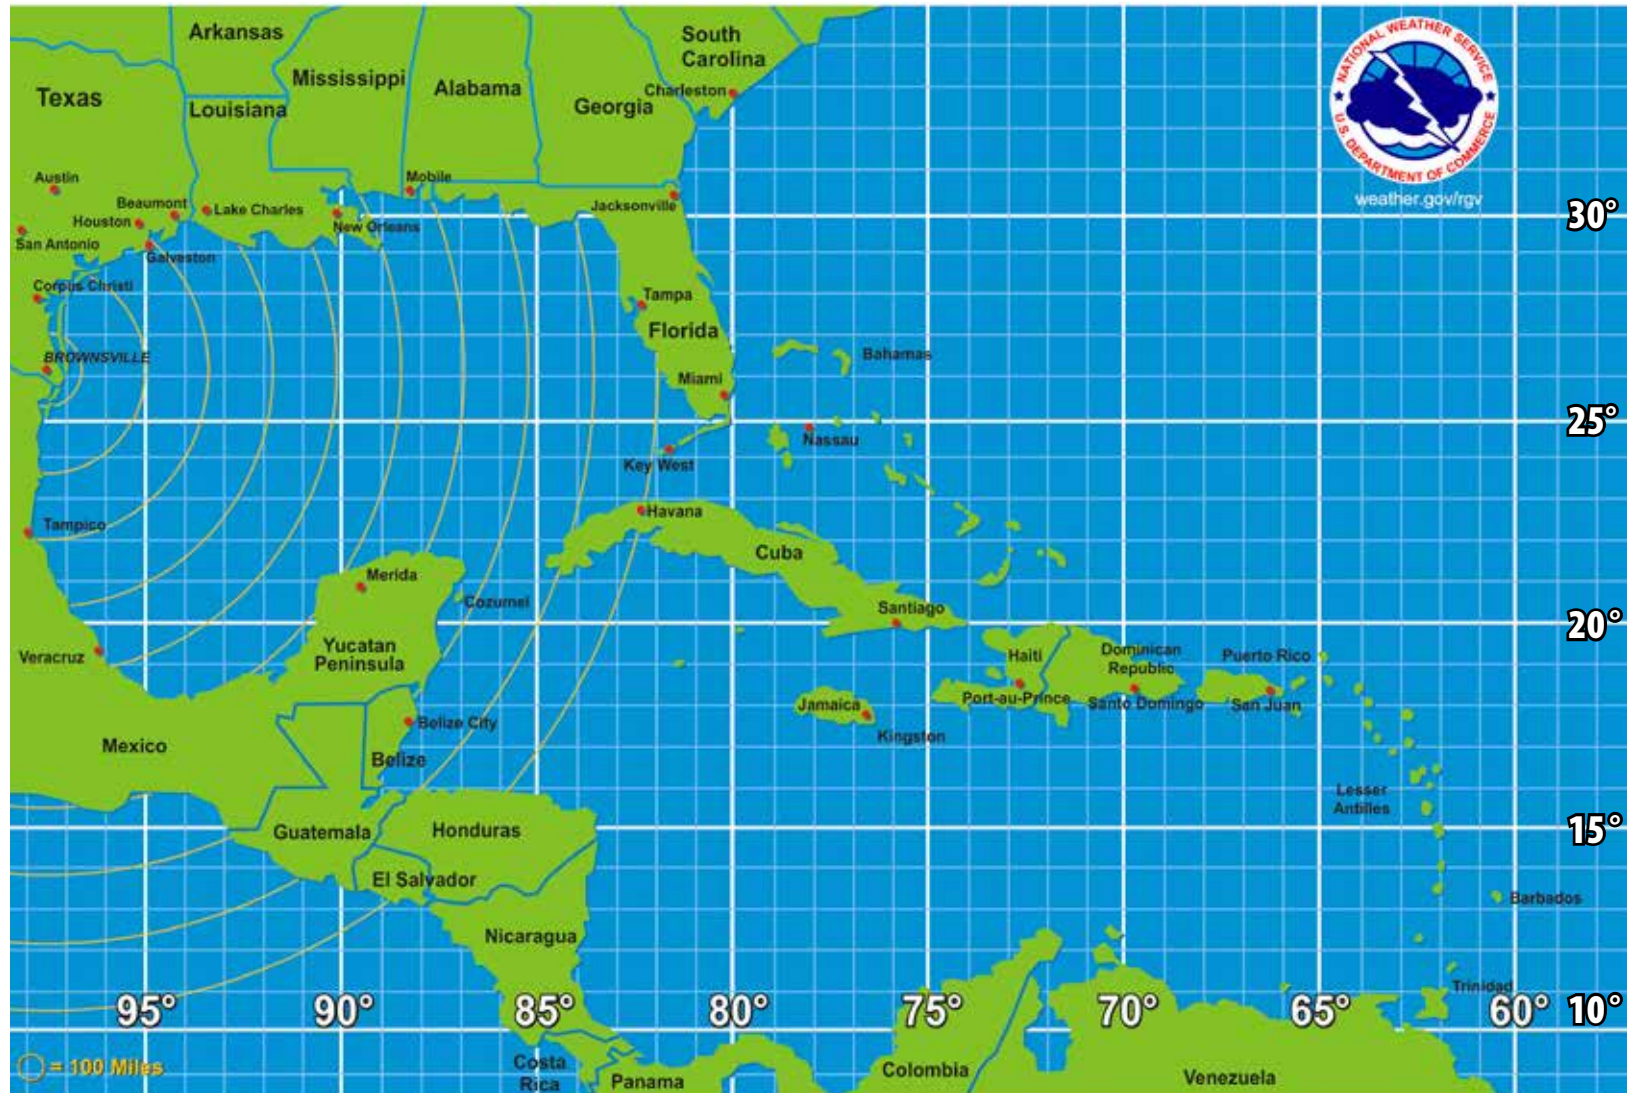 Arkansas
South
Carolina
NATIONAL WEATHER SERVICE
U.S. DEPARTMENT OF COMMERCE
weather.gov/rgv
Mississippi
Alabama
Charleston
Texas
Louisiana
Georgia
Austin
Mobile
Beaumont
Lake Charles
Jacksonville
Houston
New Orleans
30°
San Antonio
Galveston
Corpus Christi
Tampa
Florida
BROWNSVILLE
Bahamas
Miami
25°
Nassau
Key West
Tampico
Havana
Cuba
Merida
Cozumel
Santiago
20°
Yucatan
Peninsula
Veracruz
Haiti
Dominican
Republic
Puerto Rico
Port-au-Prince
Santo Domingo
San Juan
Jamaica
Kingston
Belize City
Mexico
Belize
Lesser
Antilles
Guatemala
Honduras
15°
El Salvador
Barbados
Nicaragua
Trinidad
95°
90°
85°
80°
75°
70°
65°
60°
10°
= 100 Miles
Costa
Rica
Panama
Colombia
Venezuela